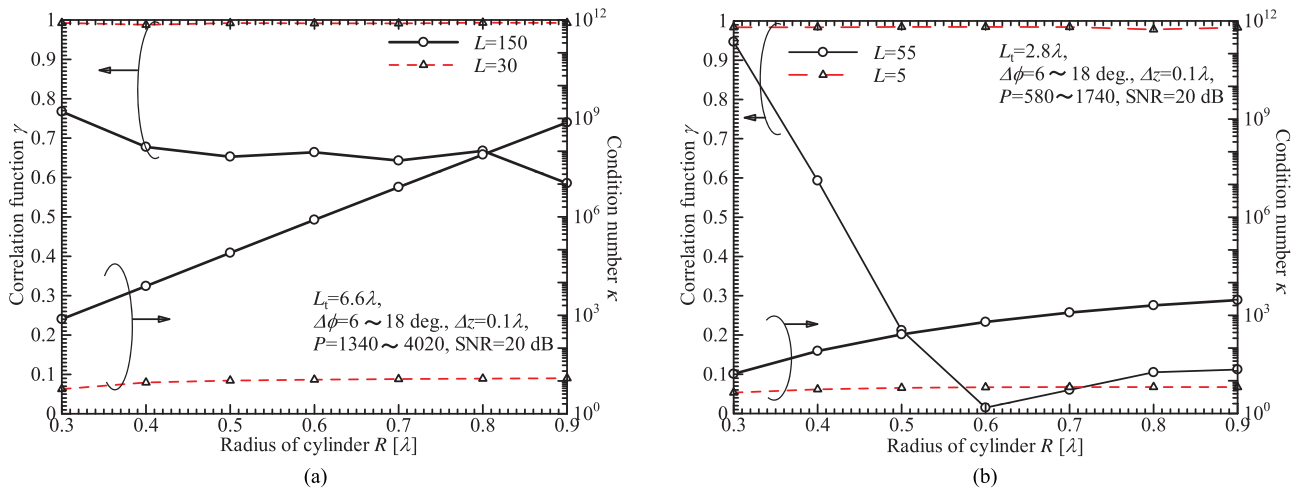 1
0.9
0.8
0.7
0.6
0.5
0.4
0.3
0.2
0.1
0
Correlation function γ
10^12
10^9
10^6
10^3
10^0
Condition number κ
L=150
L=30
L_t=6.6λ,
Δϕ=6～18 deg., Δz=0.1λ,
P=1340～4020, SNR=20 dB
0.3 0.4 0.5 0.6 0.7 0.8 0.9
Radius of cylinder R [λ]
(a)
1
0.9
0.8
0.7
0.6
0.5
0.4
0.3
0.2
0.1
0
Correlation function γ
10^12
10^9
10^6
10^3
10^0
Condition number κ
L=55
L=5
L_t=2.8λ,
Δϕ=6～18 deg., Δz=0.1λ,
P=580～1740, SNR=20 dB
0.3 0.4 0.5 0.6 0.7 0.8 0.9
Radius of cylinder R [λ]
(b)